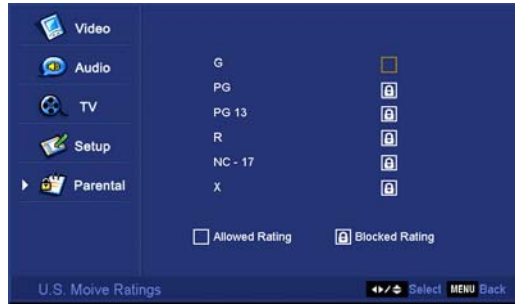 Video
Audio
TV
Setup
Parental
G
PG
PG 13
R
NC - 17
X
Allowed Rating
Blocked Rating
U.S. Moive Ratings
Select MENU Back